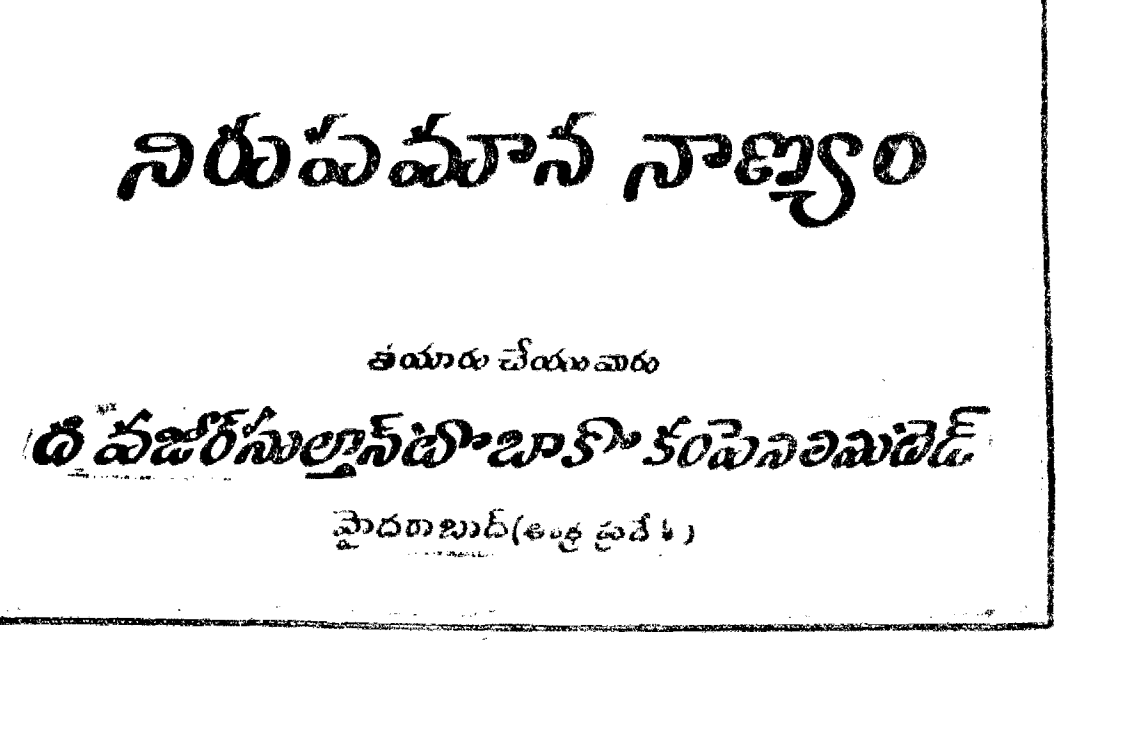 నిరుపమాన నాణ్యం
తయారు చేయువారు
ది వజీర్ సుల్తాన్ టొబాకొ కంపెని లిమిటెడ్
హైదరాబుద్ (ఆంధ్ర ప్రదేశ్)